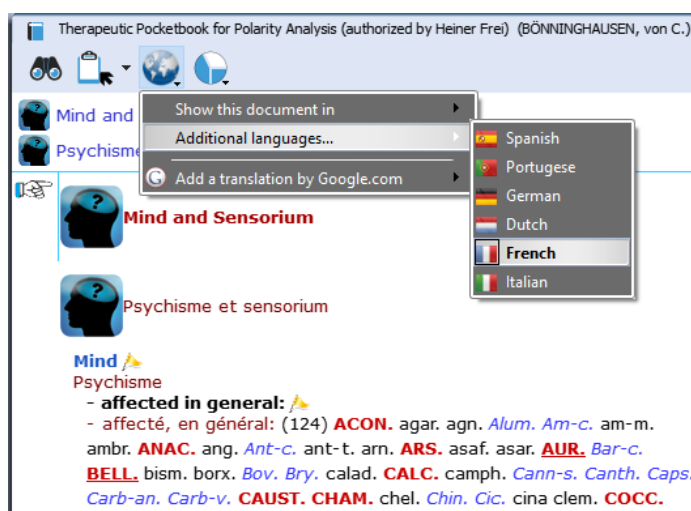 Therapeutic Pocketbook for Polarity Analysis (authorized by Heiner Frei) (BÖNNINGHAUSEN, von C.)
Mind and
Psychisme
Show this document in
Additional languages...
G Add a translation by Google.com
Spanish
Portugese
German
Dutch
French
Italian
Mind and Sensorium
Psychisme et sensorium
Mind
Psychisme
- affected in general:
- affecté, en général: (124) ACON. agar. agn. Alum. Am-c. am-m.
ambr. ANAC. ang. Ant-c. ant-t. arn. ARS. asaf. asar. AUR. Bar-c.
BELL. bism. borx. Bov. Bry. calad. CALC. camph. Cann-s. Canth. Caps.
Carb-an. Carb-v. CAUST. CHAM. chel. Chin. Cic. cina clem. COCC.